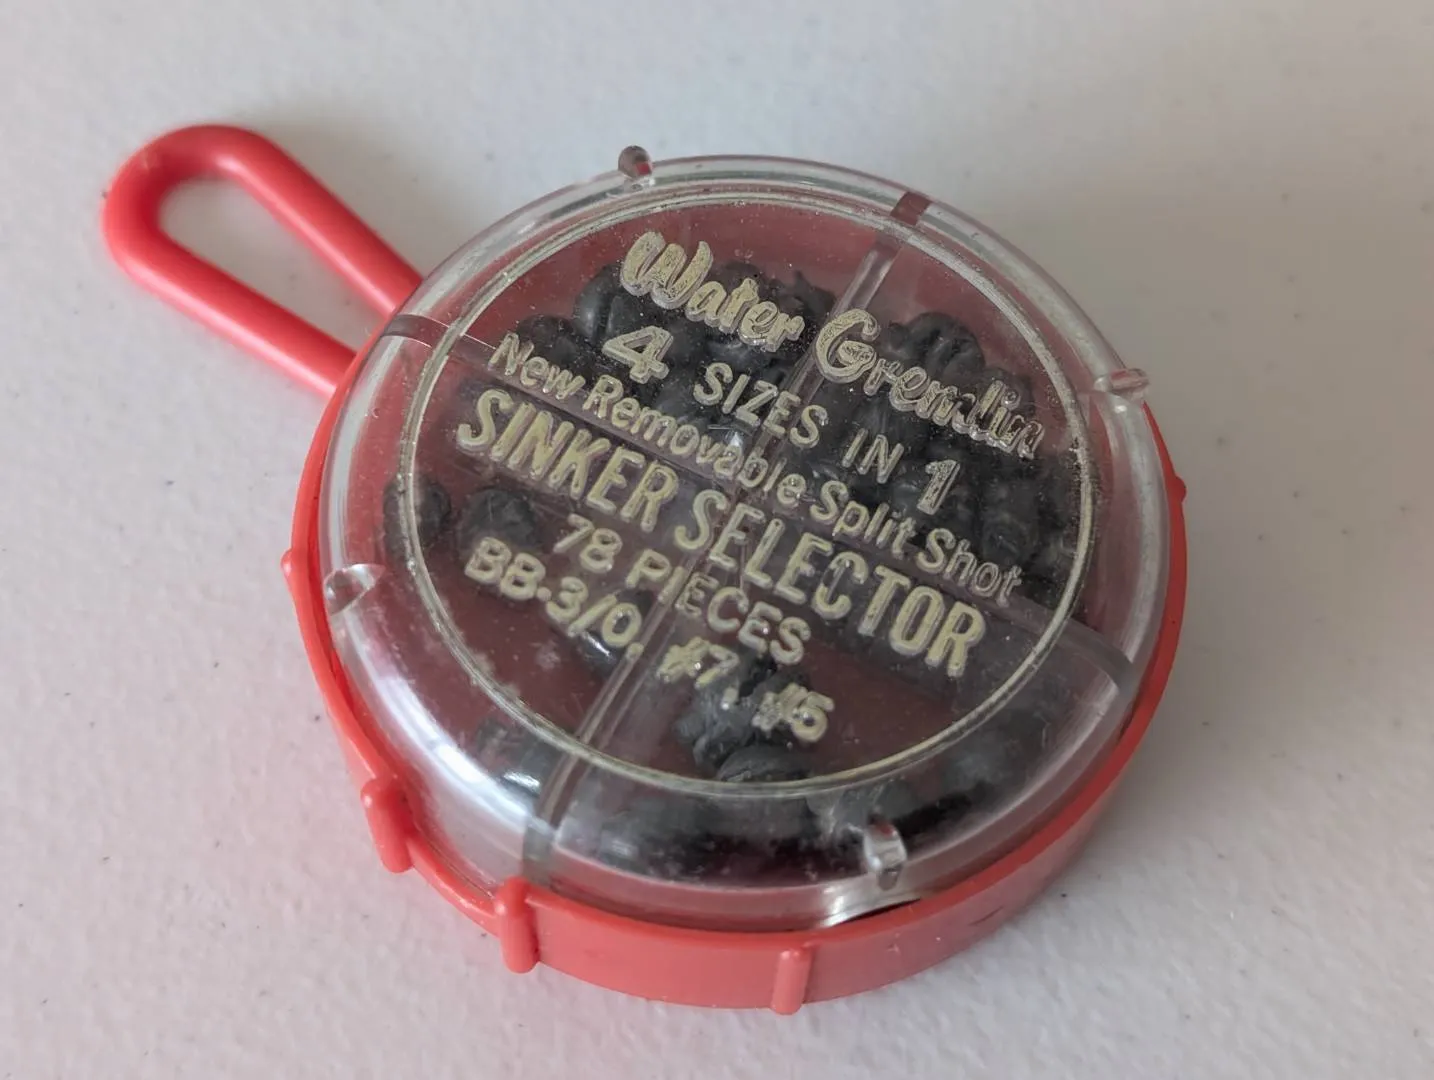 Water Gremlin
4 SIZES IN 1
New Removable Split Shot
SINKER SELECTOR
78 PIECES
BB-3/0, #7, #5